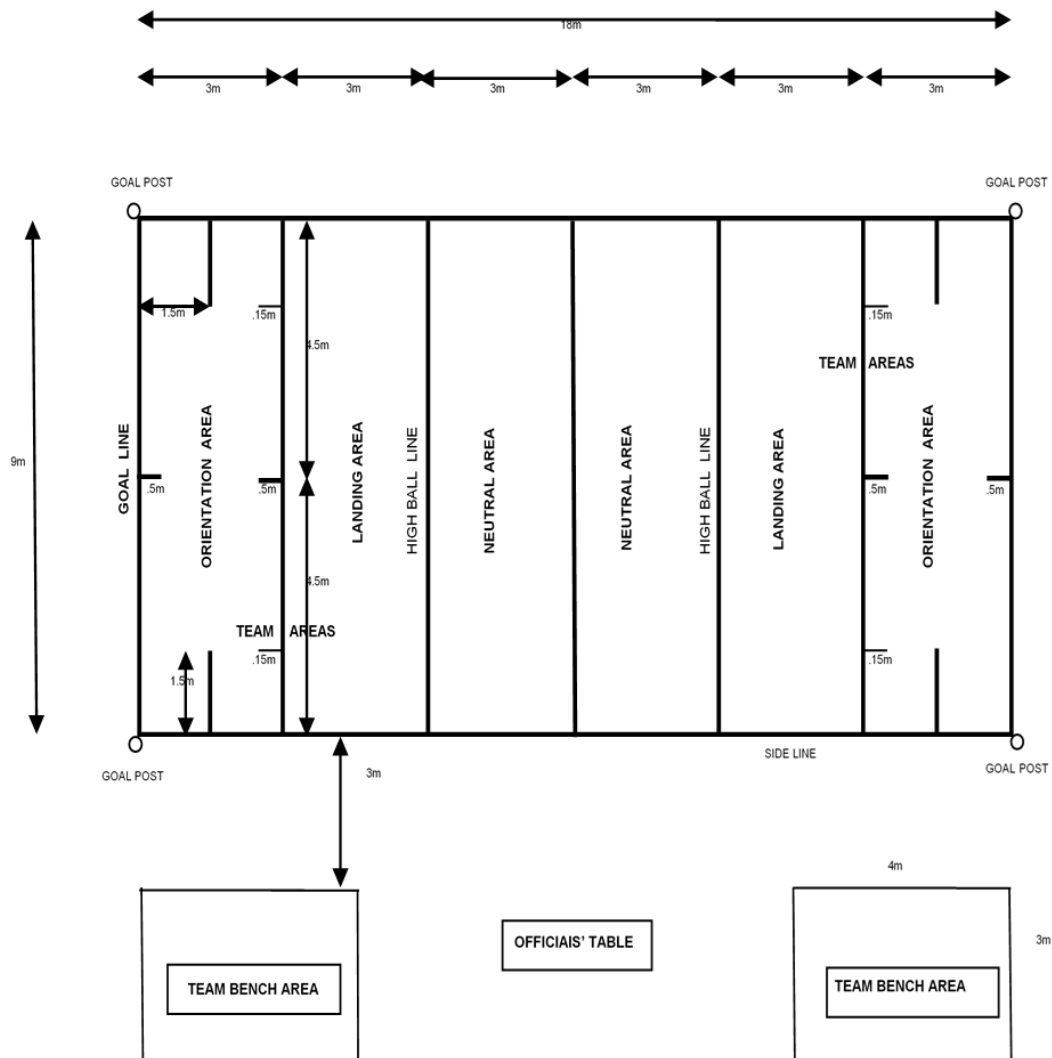 18m
3m 3m 3m 3m 3m 3m
GOAL POST GOAL POST
1.5m .15m .15m
4.5m
TEAM AREAS
9m
GOAL LINE
ORIENTATION AREA
LANDING AREA
HIGH BALL LINE
NEUTRAL AREA
NEUTRAL AREA
HIGH BALL LINE
LANDING AREA
ORIENTATION AREA
.5m .5m .5m .5m
4.5m
TEAM AREAS
.15m .15m
1.5m
SIDE LINE
GOAL POST GOAL POST
3m
4m
OFFICIAIS' TABLE
3m
TEAM BENCH AREA TEAM BENCH AREA